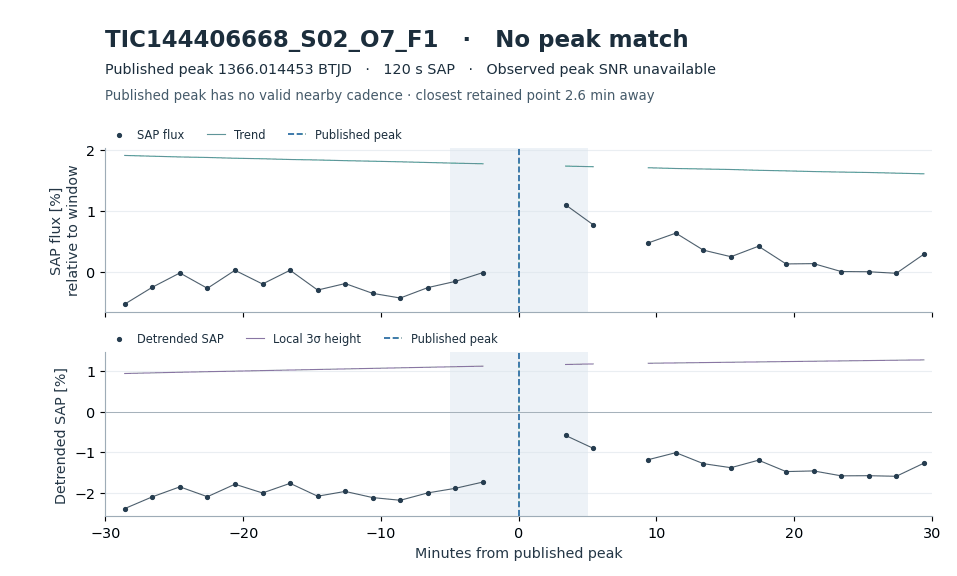 TIC144406668_S02_O7_F1 · No peak match
Published peak 1366.014453 BTJD · 120 s SAP · Observed peak SNR unavailable
Published peak has no valid nearby cadence · closest retained point 2.6 min away
SAP flux Trend Published peak
SAP flux [%]
relative to window
2
1
0
Detrended SAP Local 3σ height Published peak
Detrended SAP [%]
1
0
−1
−2
−30 −20 −10 0 10 20 30
Minutes from published peak